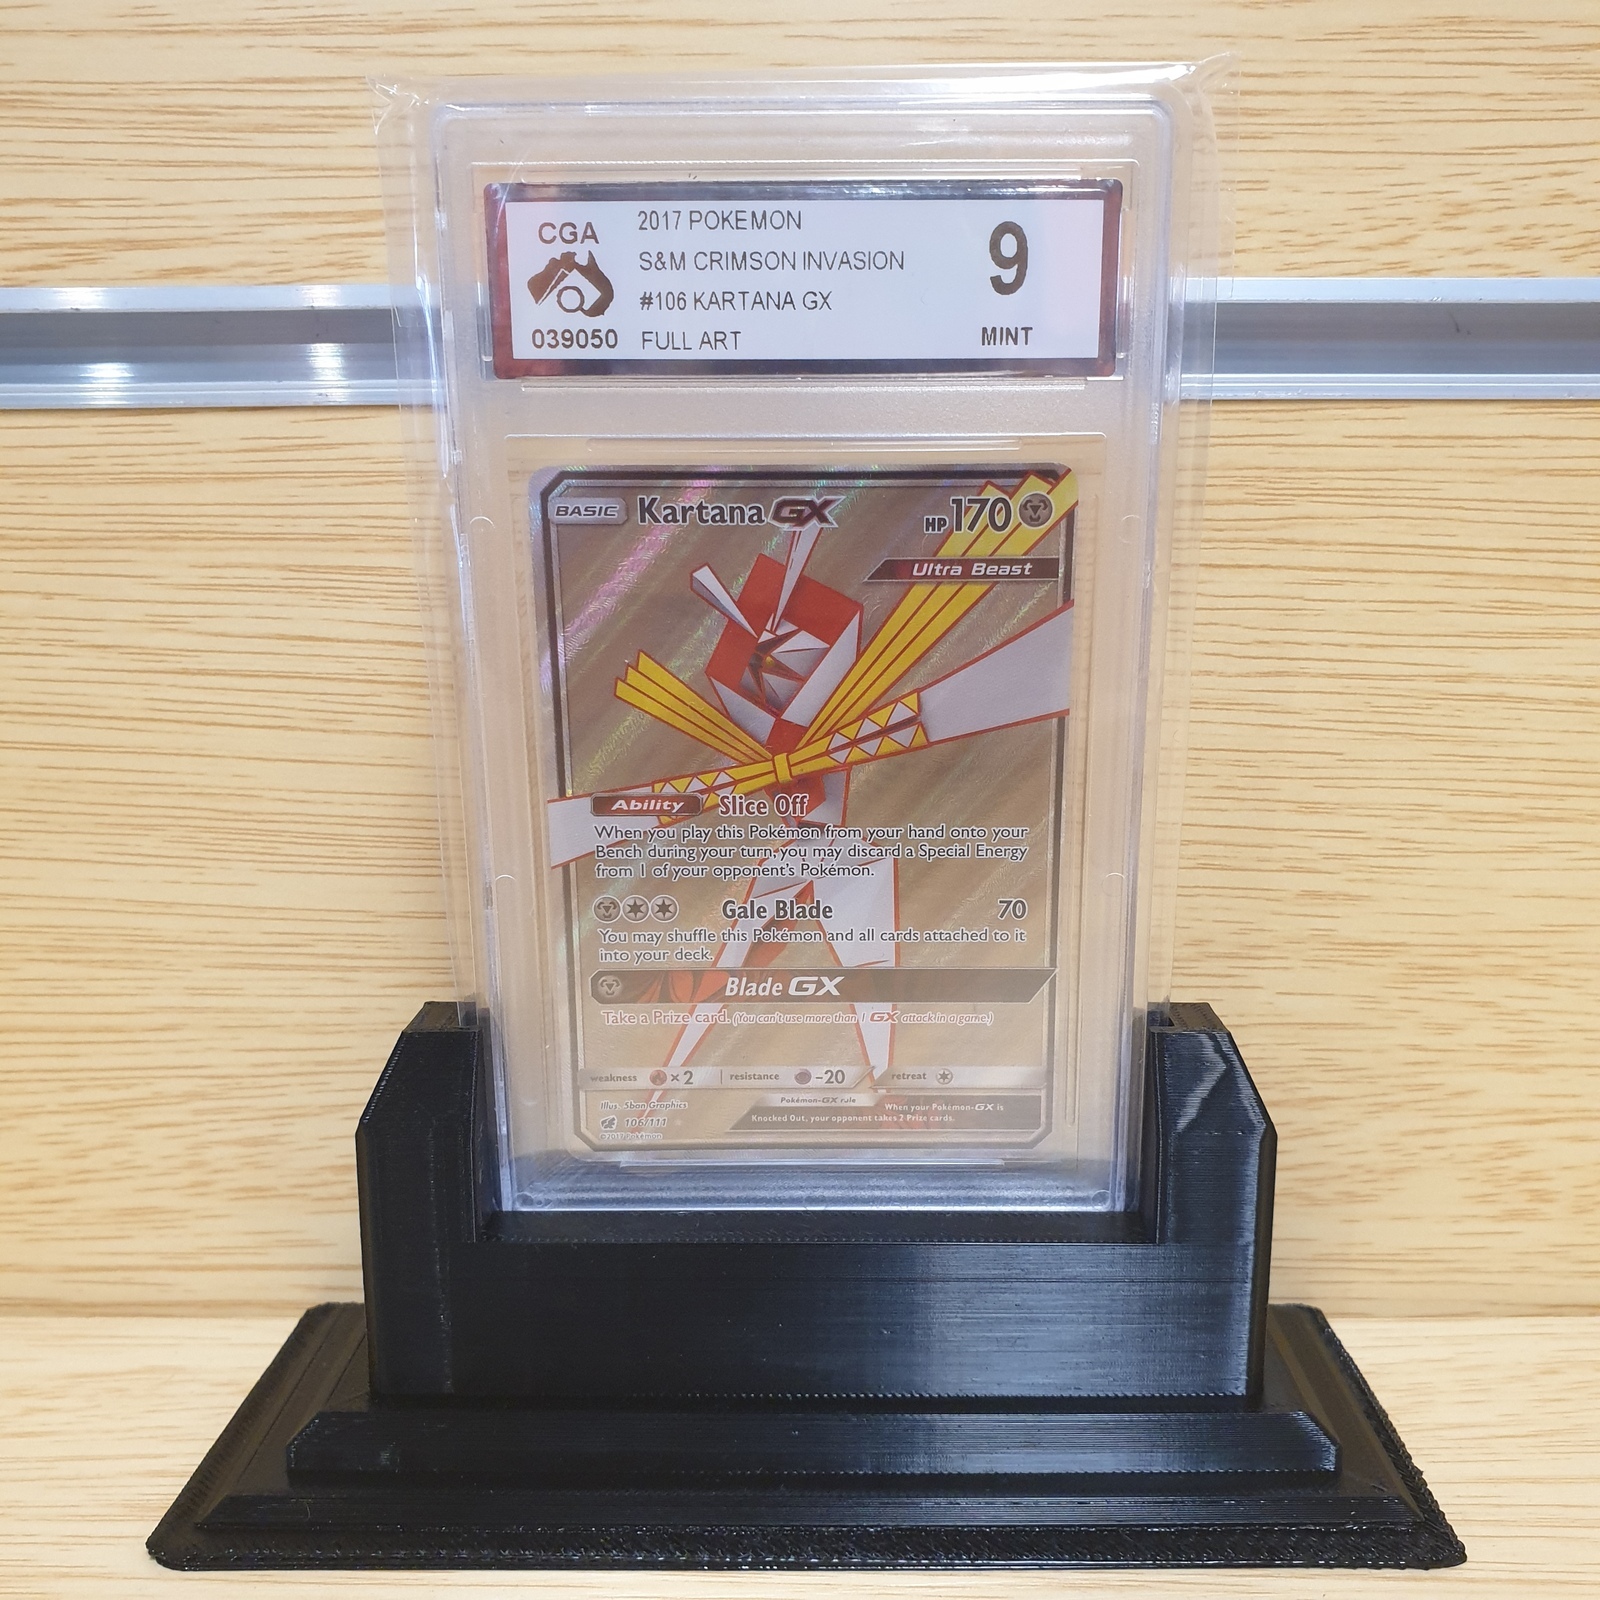 CGA
039050
2017 POKEMON
S&M CRIMSON INVASION
#106 KARTANA GX
FULL ART
9
MINT
BASIC Kartana GX HP 170
Ultra Beast
Ability Slice Off
When you play this Pokémon from your hand onto your
Bench during your turn, you may discard a Special Energy
from 1 of your opponent's Pokémon.
Gale Blade 70
You may shuffle this Pokémon and all cards attached to it
into your deck.
Blade GX
Take a Prize card. (You can't use more than 1 GX attack in a game.)
weakness ×2 resistance -20 retreat
Illus. 5ban Graphics
106/111
©2017 Pokémon
Pokémon-GX rule
When your Pokémon-GX is
Knocked Out, your opponent takes 2 Prize cards.